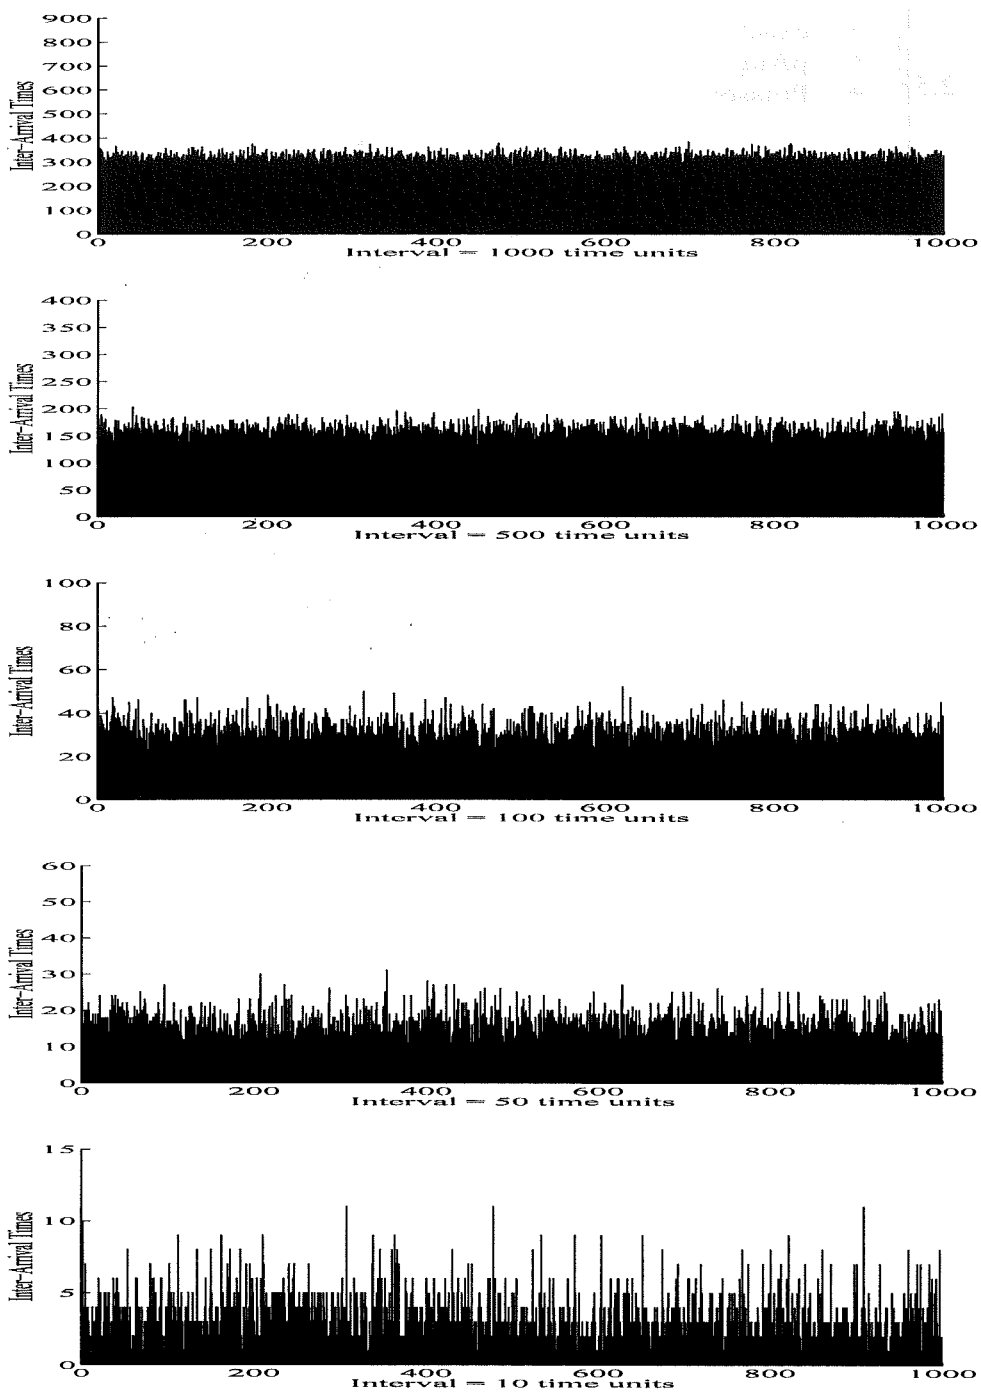 900
800
700
600
500
400
300
200
100
0
Inter-Arrival Times
0 200 400 600 800 1000
Interval = 1000 time units
400
350
300
250
200
150
100
50
0
Inter-Arrival Times
0 200 400 600 800 1000
Interval = 500 time units
100
80
60
40
20
0
Inter-Arrival Times
0 200 400 600 800 1000
Interval = 100 time units
60
50
40
30
20
10
0
Inter-Arrival Times
0 200 400 600 800 1000
Interval = 50 time units
15
10
5
0
Inter-Arrival Times
0 200 400 600 800 1000
Interval = 10 time units